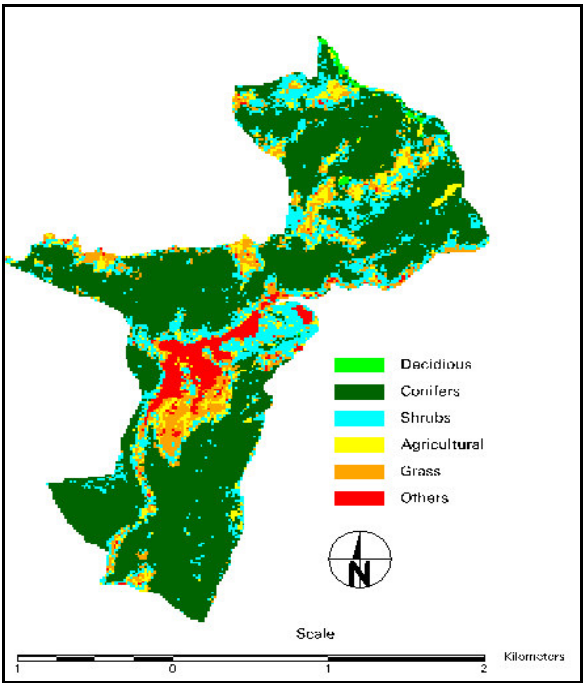 Decidious
Conifers
Shrubs
Agricultural
Grass
Others
N
Scale
1 0 1 2 Kilometers